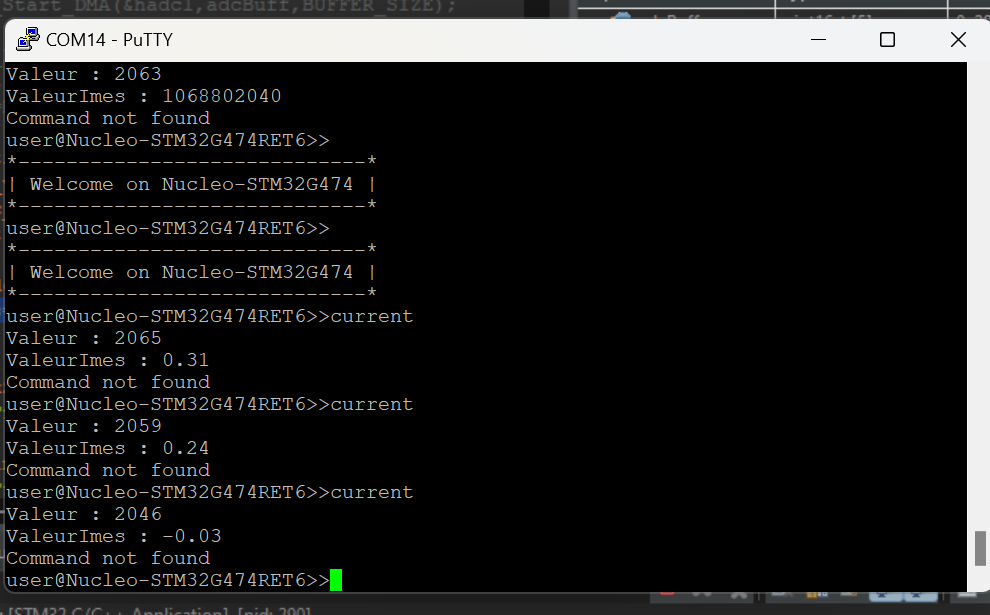 Start_DMA(&hadc1,adcBuff,BUFFER_SIZE);
COM14 - PuTTY
Valeur : 2063
ValeurImes : 1068802040
Command not found
user@Nucleo-STM32G474RET6>>
*-----------------------------*
| Welcome on Nucleo-STM32G474 |
*-----------------------------*
user@Nucleo-STM32G474RET6>>
*-----------------------------*
| Welcome on Nucleo-STM32G474 |
*-----------------------------*
user@Nucleo-STM32G474RET6>>current
Valeur : 2065
ValeurImes : 0.31
Command not found
user@Nucleo-STM32G474RET6>>current
Valeur : 2059
ValeurImes : 0.24
Command not found
user@Nucleo-STM32G474RET6>>current
Valeur : 2046
ValeurImes : -0.03
Command not found
user@Nucleo-STM32G474RET6>>
[STM32 C/C++ Application] [pid: 290]